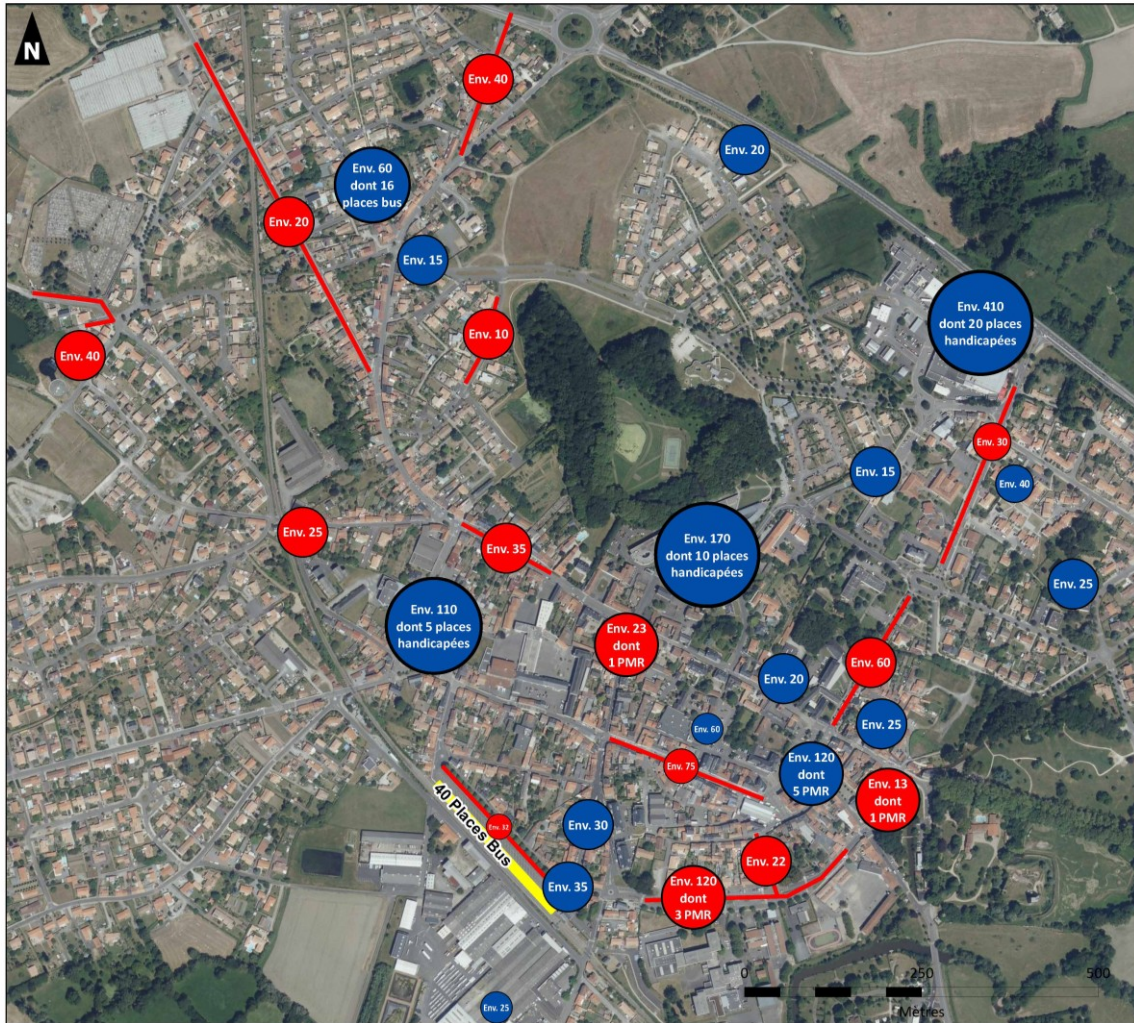 N
Env. 40
Env. 20
Env. 60
dont 16
places bus
Env. 20
Env. 15
Env. 410
dont 20 places
handicapées
Env. 10
Env. 40
Env. 30
Env. 15
Env. 40
Env. 25
Env. 35
Env. 170
dont 10 places
handicapées
Env. 25
Env. 110
dont 5 places
handicapées
Env. 23
dont
1 PMR
Env. 60
Env. 20
Env. 25
Env. 60
Env. 75
Env. 120
dont
5 PMR
Env. 13
dont
1 PMR
40 Places Bus
Env. 32
Env. 30
Env. 22
Env. 35
Env. 120
dont
3 PMR
Env. 25
0 250 500
Mètres